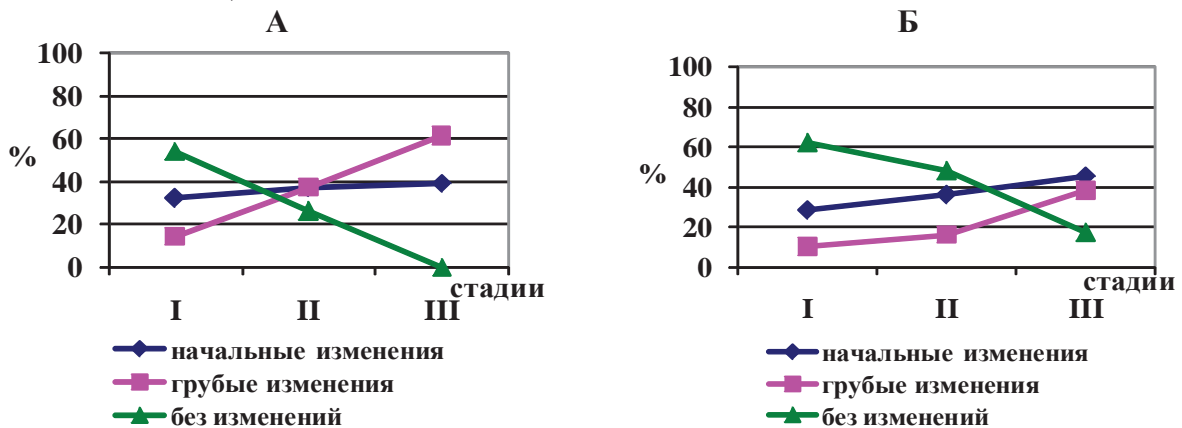 А
100
80
60
40
20
0
%
I
II
III
стадии
начальные изменения
грубые изменения
без изменений
Б
100
80
60
40
20
0
%
I
II
III
стадии
начальные изменения
грубые изменения
без изменений